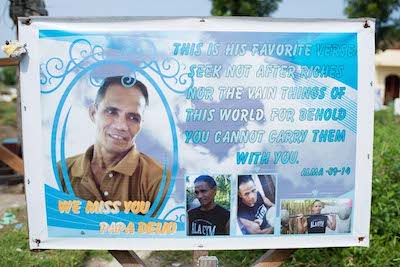 THIS IS HIS FAVORITE VERSE
SEEK NOT AFTER RICHES
NOR THE VAIN THINGS OF
THIS WORLD. FOR BEHOLD
YOU CANNOT CARRY THEM
WITH YOU.
ALMA -39-14
WE MISS YOU
PAPA DELIO